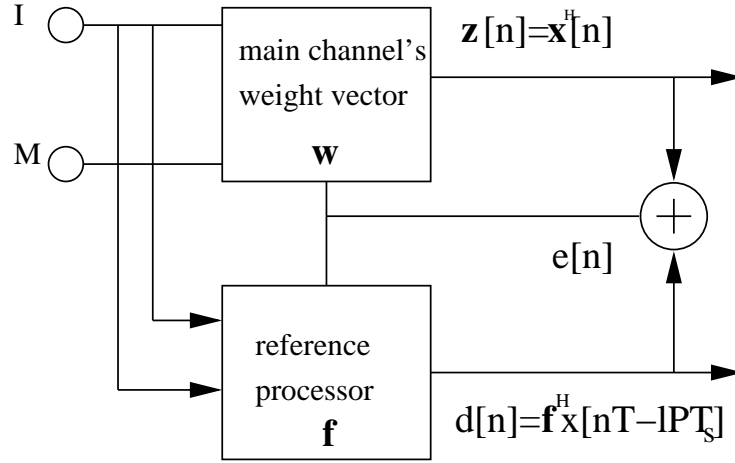 I
main channel's
weight vector
w
z[n]=x^H[n]
M
+
e[n]
reference
processor
f
d[n]=f^H x[nT−lPT_S]